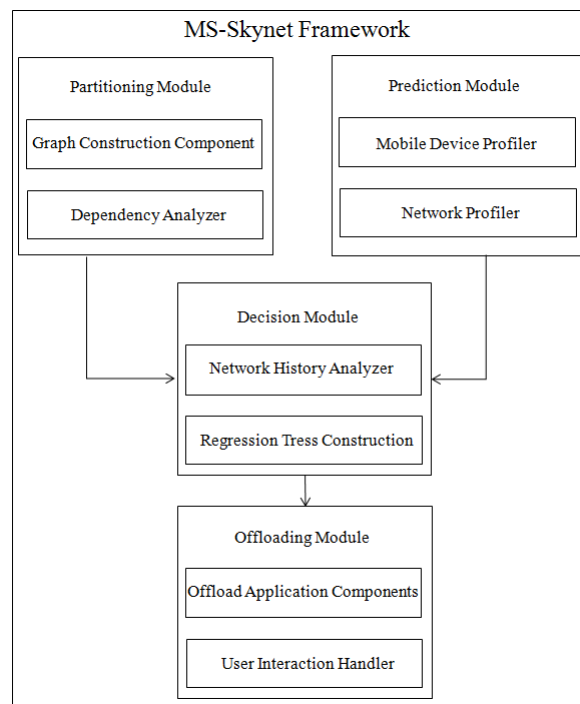 MS-Skynet Framework
Partitioning Module
Graph Construction Component
Dependency Analyzer
Prediction Module
Mobile Device Profiler
Network Profiler
Decision Module
Network History Analyzer
Regression Tress Construction
Offloading Module
Offload Application Components
User Interaction Handler